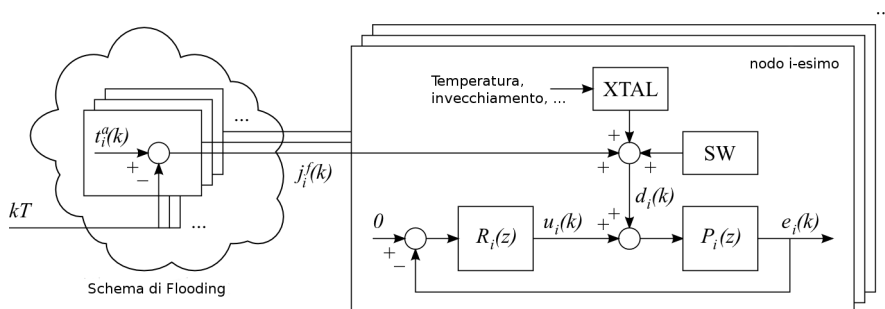 ...
nodo i-esimo
Temperatura,
invecchiamento, ...
XTAL
...
t_i^a(k)
+
−
+
+
+
SW
j_i^f(k)
kT
...
d_i(k)
0
+
−
R_i(z)
u_i(k)
+
+
P_i(z)
e_i(k)
Schema di Flooding